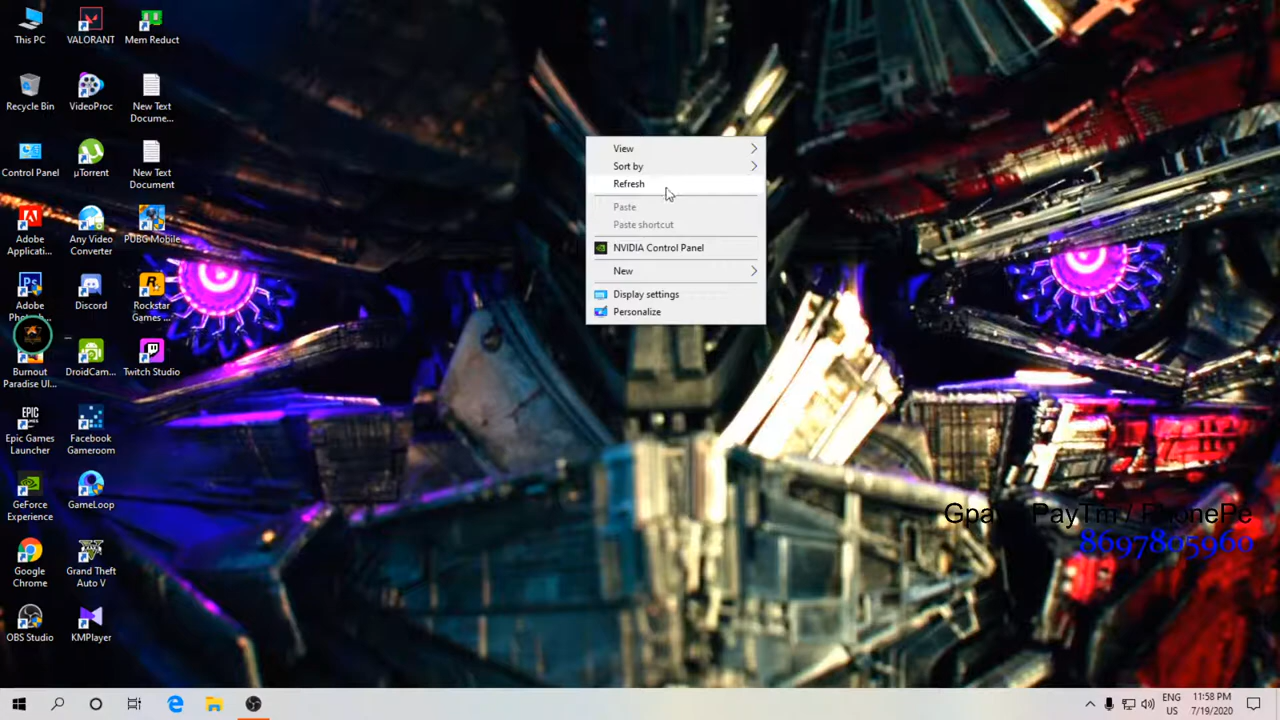 This PC
VALORANT
Mem Reduct
Recycle Bin
VideoProc
New Text
Docume...
Control Panel
µTorrent
New Text
Document
Adobe
Applicati...
Any Video
Converter
PUBG Mobile
Adobe
Photosh...
Discord
Rockstar
Games ...
Burnout
Paradise Ul...
DroidCam...
Twitch Studio
EPIC
GAMES
Epic Games
Launcher
Facebook
Gameroom
GeForce
Experience
GameLoop
Google
Chrome
Grand Theft
Auto V
OBS Studio
KMPlayer
View
Sort by
Refresh
Paste
Paste shortcut
NVIDIA Control Panel
New
Display settings
Personalize
PayTm / PhonePe
8697805960
ENG
US
11:58 PM
7/19/2020